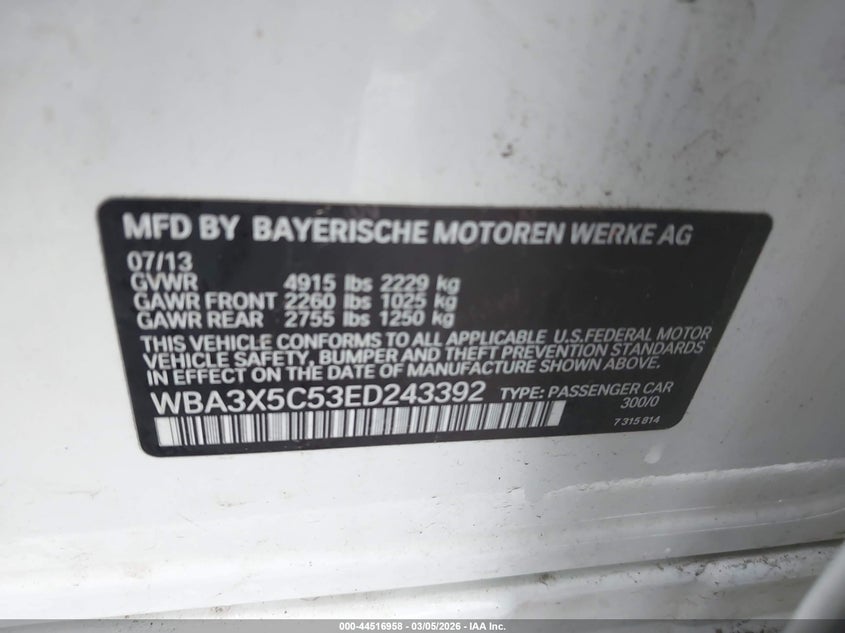 MFD BY BAYERISCHE MOTOREN WERKE AG
07/13
GVWR 4915 lbs 2229 kg
GAWR FRONT 2260 lbs 1025 kg
GAWR REAR 2755 lbs 1250 kg
THIS VEHICLE CONFORMS TO ALL APPLICABLE U.S.FEDERAL MOTOR
VEHICLE SAFETY, BUMPER AND THEFT PREVENTION STANDARDS
IN EFFECT ON THE DATE OF MANUFACTURE SHOWN ABOVE.
WBA3X5C53ED243392 TYPE: PASSENGER CAR
300/0
7 315 814
000-44516958 - 03/05/2026 - IAA Inc.